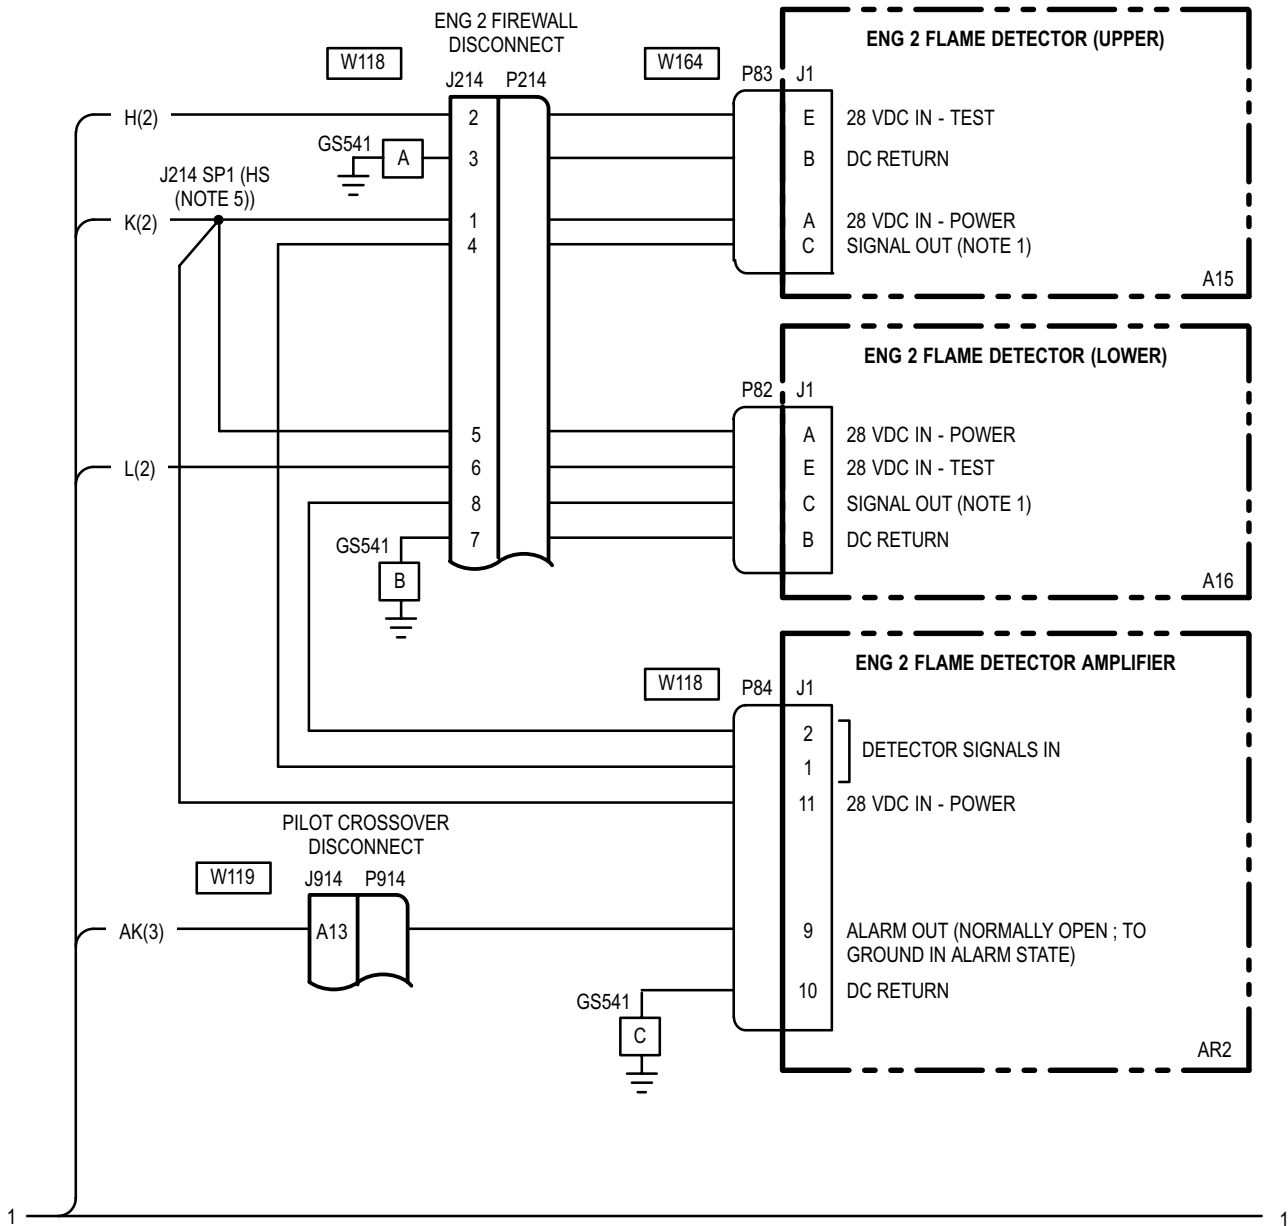 ENG 2 FIREWALL
DISCONNECT
W118
J214 P214
W164
P83 J1
ENG 2 FLAME DETECTOR (UPPER)
H(2)
2
E 28 VDC IN - TEST
GS541
A
3
B DC RETURN
J214 SP1 (HS
(NOTE 5))
K(2)
1
A 28 VDC IN - POWER
4
C SIGNAL OUT (NOTE 1)
A15
ENG 2 FLAME DETECTOR (LOWER)
P82 J1
5
A 28 VDC IN - POWER
L(2)
6
E 28 VDC IN - TEST
8
C SIGNAL OUT (NOTE 1)
GS541
7
B DC RETURN
B
A16
ENG 2 FLAME DETECTOR AMPLIFIER
W118
P84 J1
2
DETECTOR SIGNALS IN
1
11 28 VDC IN - POWER
PILOT CROSSOVER
DISCONNECT
W119
J914 P914
AK(3)
A13
9 ALARM OUT (NORMALLY OPEN ; TO
GROUND IN ALARM STATE)
GS541
10 DC RETURN
C
AR2
1 1